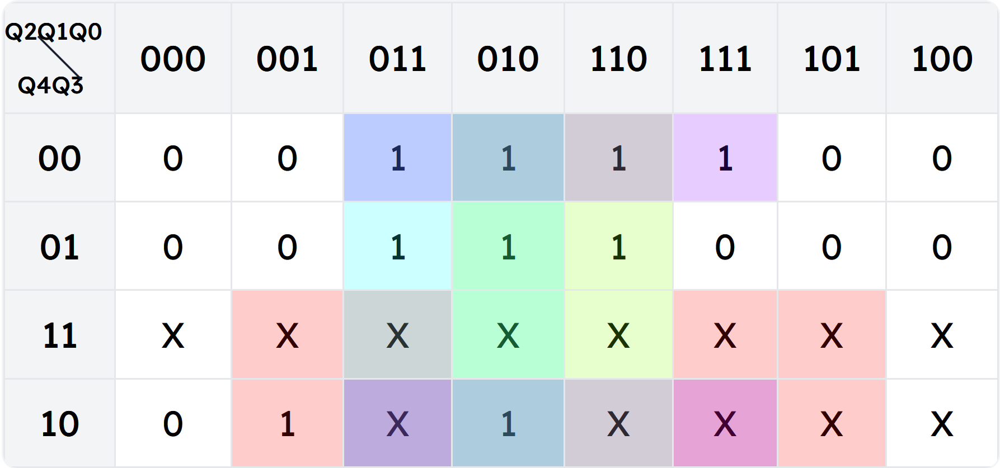 Q2Q1Q0
Q4Q3
000 001 011 010 110 111 101 100
00 0 0 1 1 1 1 0 0
01 0 0 1 1 1 0 0 0
11 X X X X X X X X
10 0 1 X 1 X X X X